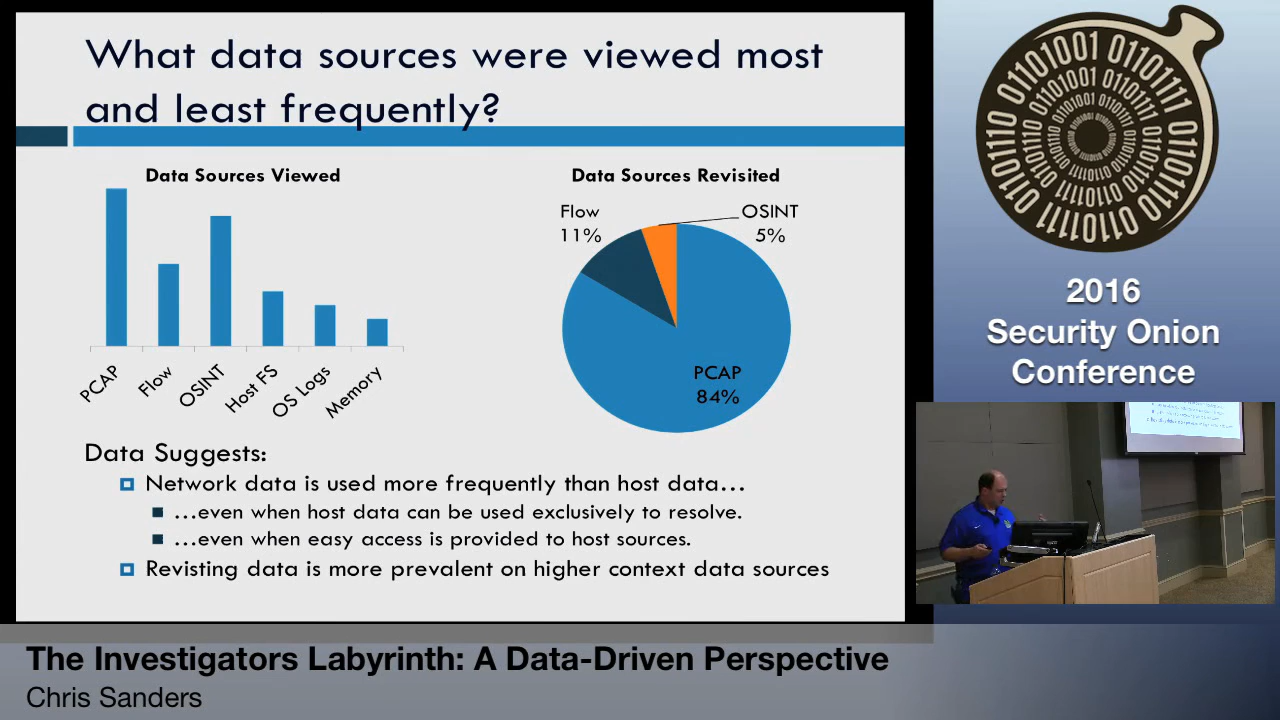 What data sources were viewed most
and least frequently?
Data Sources Viewed
PCAP
Flow
OSINT
Host FS
OS Logs
Memory
Data Sources Revisited
Flow
11%
OSINT
5%
PCAP
84%
Data Suggests:
Network data is used more frequently than host data…
…even when host data can be used exclusively to resolve.
…even when easy access is provided to host sources.
Revisting data is more prevalent on higher context data sources
01101001 01101111
2016
Security Onion
Conference
The Investigators Labyrinth: A Data-Driven Perspective
Chris Sanders